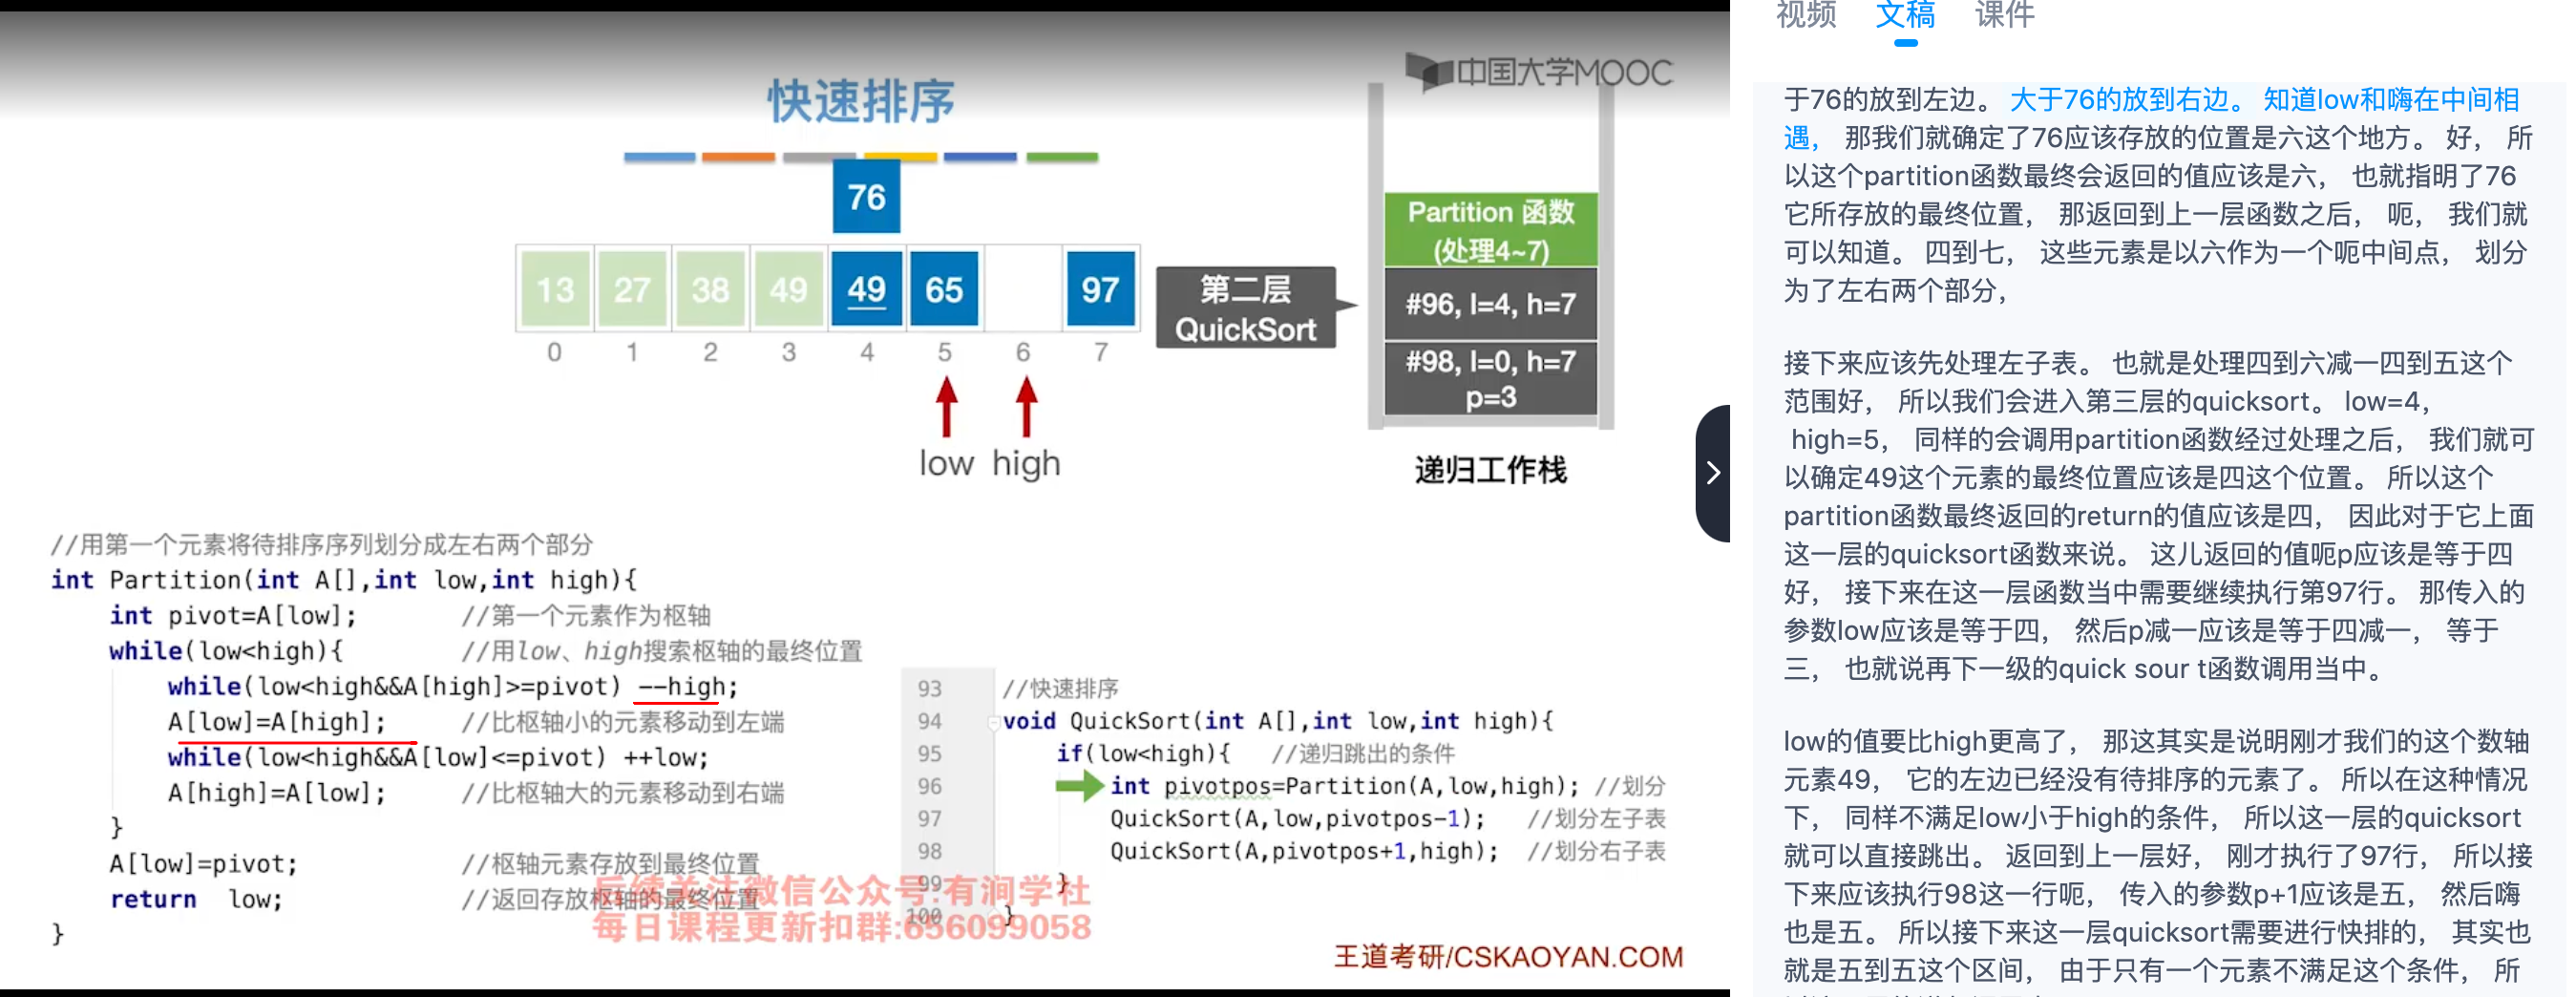 快速排序
中国大学MOOC
76
13 27 38 49 49 65 97
0 1 2 3 4 5 6 7
low high
第二层
QuickSort
Partition 函数
(处理4~7)
#96, l=4, h=7
#98, l=0, h=7
p=3
递归工作栈
//用第一个元素将待排序序列划分成左右两个部分
int Partition(int A[],int low,int high){
int pivot=A[low]; //第一个元素作为枢轴
while(low<high){ //用low、high搜索枢轴的最终位置
while(low<high&&A[high]>=pivot) --high;
A[low]=A[high]; //比枢轴小的元素移动到左端
while(low<high&&A[low]<=pivot) ++low;
A[high]=A[low]; //比枢轴大的元素移动到右端
}
A[low]=pivot; //枢轴元素存放到最终位置
return low; //返回存放枢轴的最终位置
}
93 //快速排序
94 void QuickSort(int A[],int low,int high){
95 if(low<high){ //递归跳出的条件
96 int pivotpos=Partition(A,low,high); //划分
97 QuickSort(A,low,pivotpos-1); //划分左子表
98 QuickSort(A,pivotpos+1,high); //划分右子表
99 }
100 }
后续关注微信公众号:有涧学社
每日课程更新扣群:656099058
王道考研/CSKAOYAN.COM
视频 文稿 课件
于76的放到左边。 大于76的放到右边。 知道low和嗨在中间相
遇， 那我们就确定了76应该存放的位置是六这个地方。 好， 所
以这个partition函数最终会返回的值应该是六， 也就指明了76
它所存放的最终位置， 那返回到上一层函数之后， 呃， 我们就
可以知道。 四到七， 这些元素是以六作为一个呃中间点， 划分
为了左右两个部分，
接下来应该先处理左子表。 也就是处理四到六减一四到五这个
范围好， 所以我们会进入第三层的quicksort。 low=4，
high=5， 同样的会调用partition函数经过处理之后， 我们就可
以确定49这个元素的最终位置应该是四这个位置。 所以这个
partition函数最终返回的return的值应该是四， 因此对于它上面
这一层的quicksort函数来说。 这儿返回的值呃p应该是等于四
好， 接下来在这一层函数当中需要继续执行第97行。 那传入的
参数low应该是等于四， 然后p减一应该是等于四减一， 等于
三， 也就说再下一级的quick sour t函数调用当中。
low的值要比high更高了， 那这其实是说明刚才我们的这个数轴
元素49， 它的左边已经没有待排序的元素了。 所以在这种情况
下， 同样不满足low小于high的条件， 所以这一层的quicksort
就可以直接跳出。 返回到上一层好， 刚才执行了97行， 所以接
下来应该执行98这一行呃， 传入的参数p+1应该是五， 然后嗨
也是五。 所以接下来这一层quicksort需要进行快排的， 其实也
就是五到五这个区间， 由于只有一个元素不满足这个条件， 所